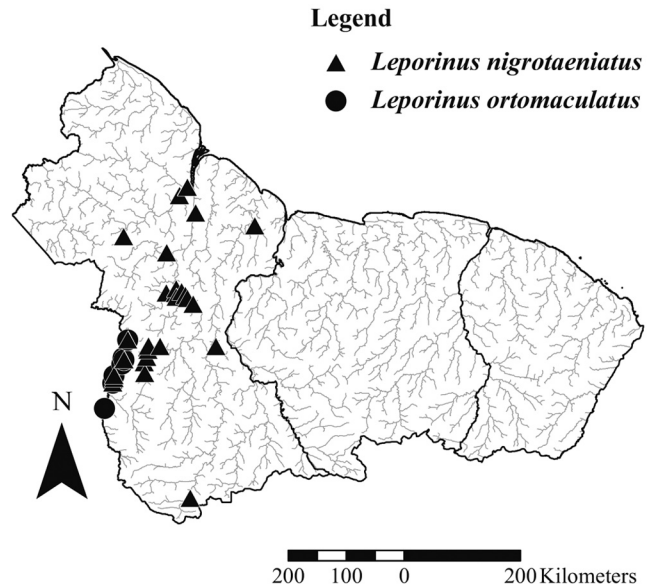 Legend
Leporinus nigrotaeniatus
Leporinus ortomaculatus
N
200 100 0 200 Kilometers